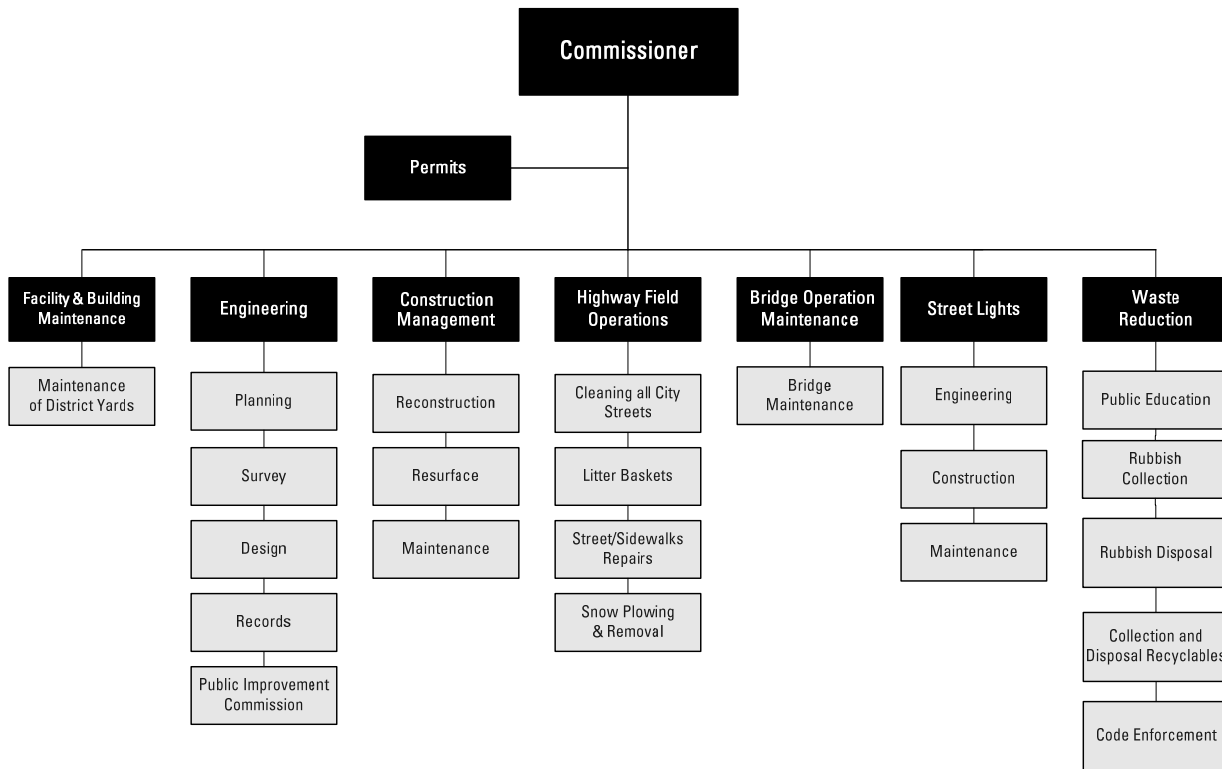 Commissioner
Permits
Facility & Building
Maintenance
Maintenance
of District Yards
Engineering
Planning
Survey
Design
Records
Public Improvement
Commission
Construction
Management
Reconstruction
Resurface
Maintenance
Highway Field
Operations
Cleaning all City
Streets
Litter Baskets
Street/Sidewalks
Repairs
Snow Plowing
& Removal
Bridge Operation
Maintenance
Bridge
Maintenance
Street Lights
Engineering
Construction
Maintenance
Waste
Reduction
Public Education
Rubbish
Collection
Rubbish Disposal
Collection and
Disposal Recyclables
Code Enforcement